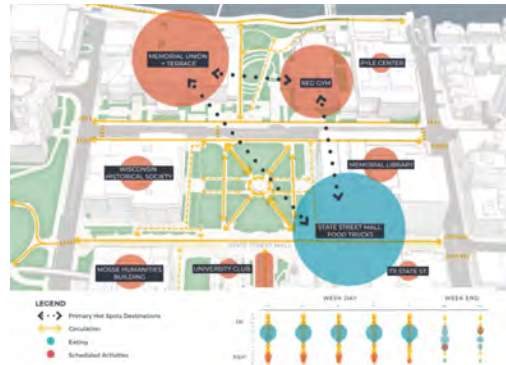 MEMORIAL UNION
+ TERRACE
RED GYM
PYLE CENTER
WISCONSIN
HISTORICAL SOCIETY
MEMORIAL LIBRARY
STATE STREET MALL
FOOD TRUCKS
STATE STREET MALL
MOSSE HUMANITIES
BUILDING
UNIVERSITY CLUB
711 STATE ST.
LEGEND
Primary Hot Spots Destinations
Circulation
Eating
Scheduled Activities
WEEK DAY
WEEK END
DAY
NIGHT